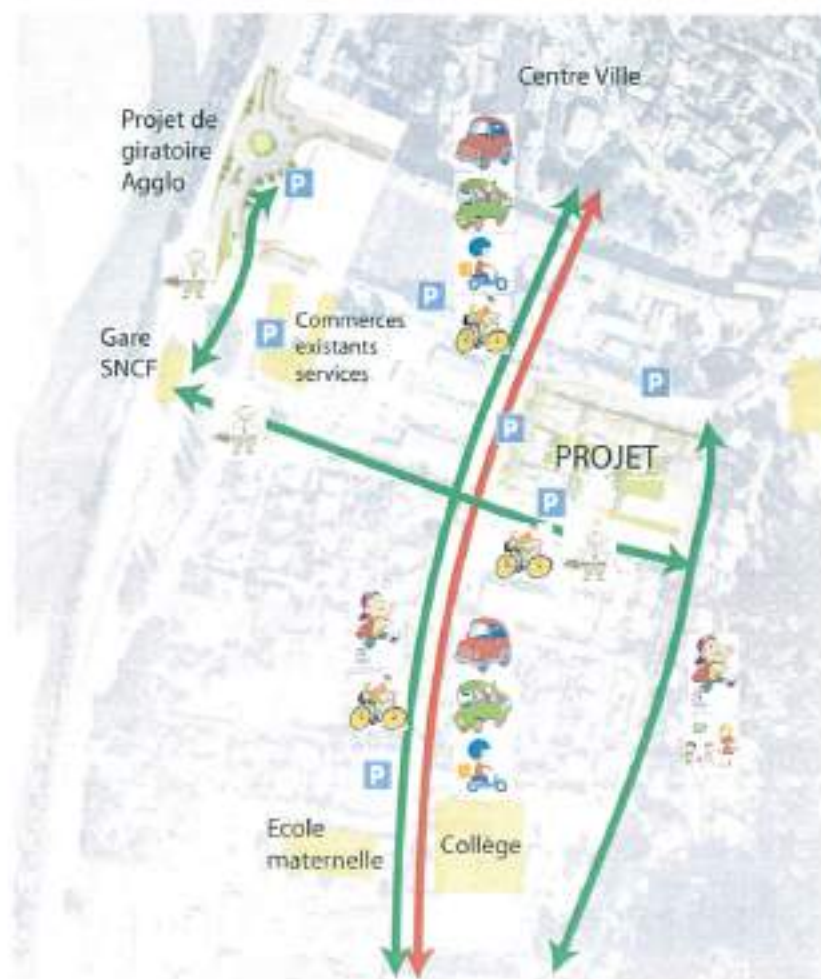 Centre Ville
Projet de
giratoire
Agglo
P
P
P
Commerces
existants
services
Gare
SNCF
P
P
PROJET
P
P
Ecole
maternelle
Collège